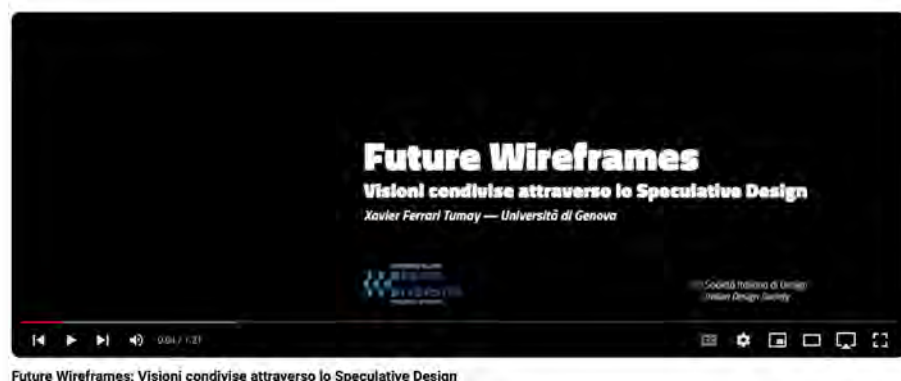 Future Wireframes
Visioni condivise attraverso lo Speculative Design
Xavier Ferrari Tumay — Università di Genova
Società Italiana di Design
Italian Design Society
0:04 / 1:21
Future Wireframes: Visioni condivise attraverso lo Speculative Design